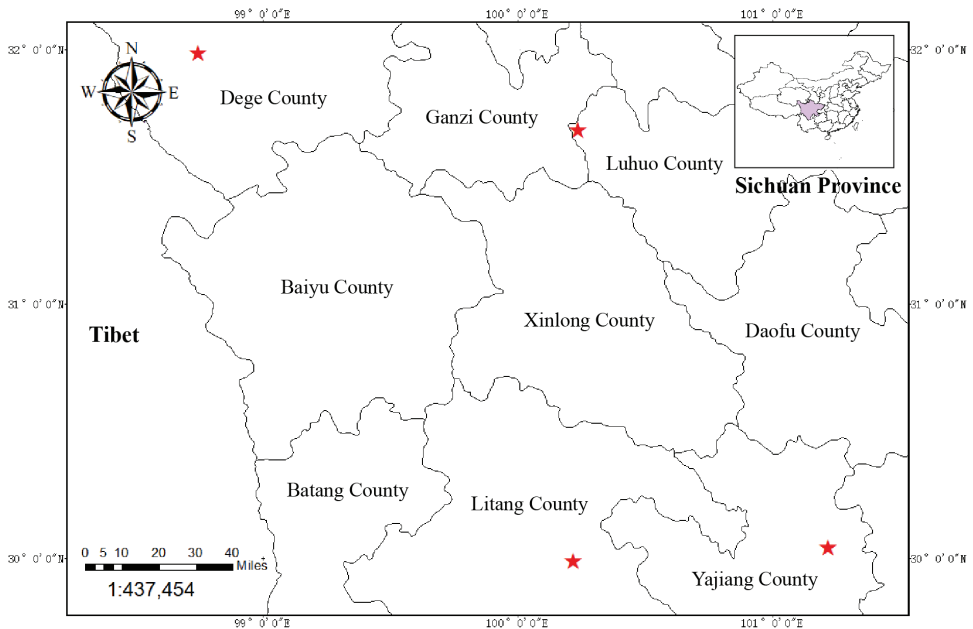 99° 0′0″E 100° 0′0″E 101° 0′0″E
32° 0′0″N 32° 0′0″N
N
W E
S
Dege County
Ganzi County
Luhuo County
Sichuan Province
Baiyu County
31° 0′0″N 31° 0′0″N
Xinlong County
Tibet
Daofu County
Batang County
Litang County
0 5 10 20 30 40
Miles
30° 0′0″N 30° 0′0″N
Yajiang County
1:437,454
99° 0′0″E 100° 0′0″E 101° 0′0″E